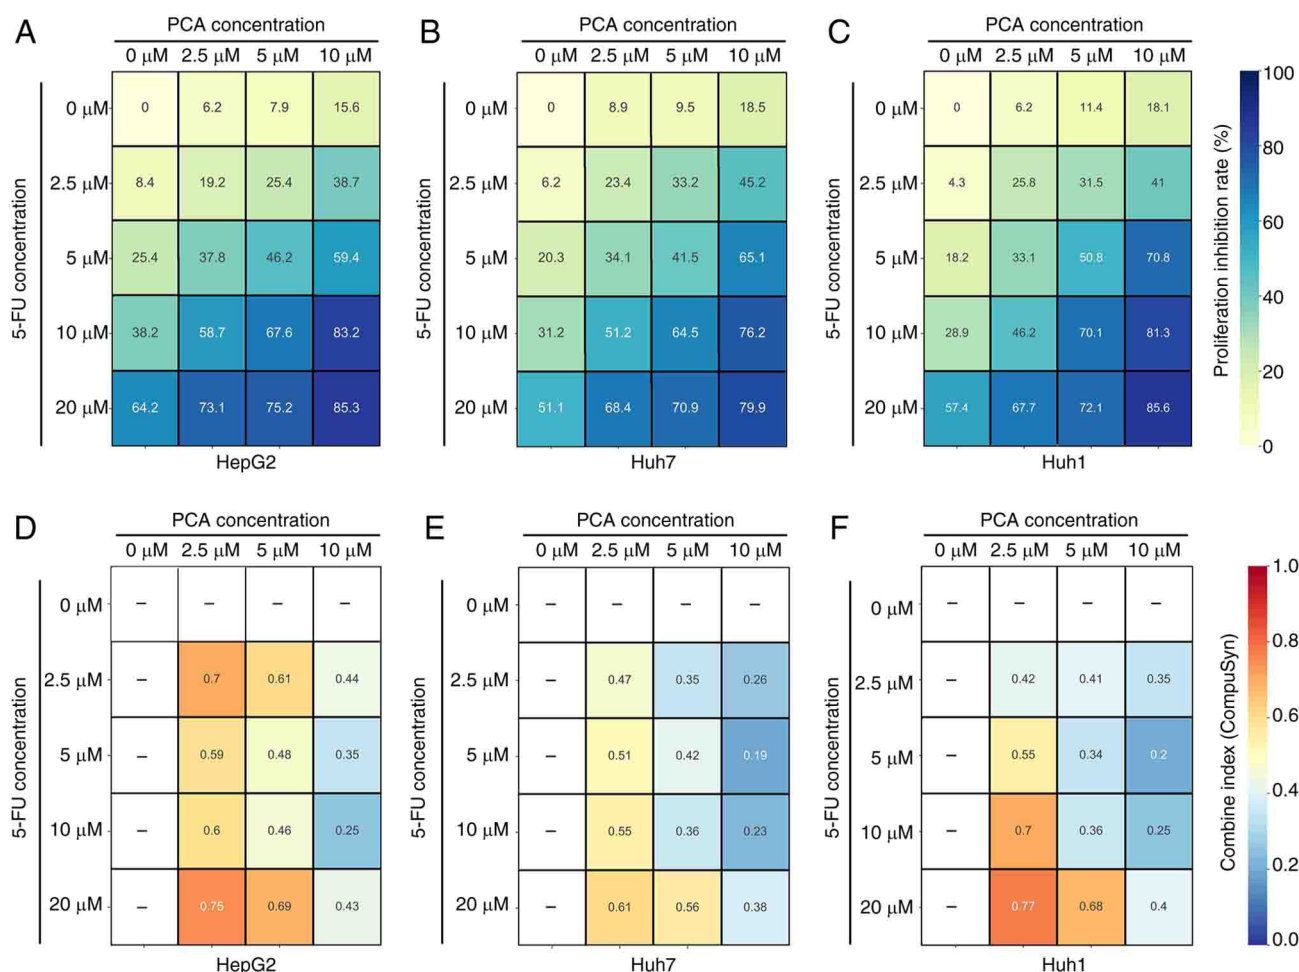 A PCA concentration
0 μM 2.5 μM 5 μM 10 μM
5-FU concentration
0 μM 0 6.2 7.9 15.6
2.5 μM 8.4 19.2 25.4 38.7
5 μM 25.4 37.8 46.2 59.4
10 μM 38.2 58.7 67.6 83.2
20 μM 64.2 73.1 75.2 85.3
HepG2
B PCA concentration
0 μM 2.5 μM 5 μM 10 μM
5-FU concentration
0 μM 0 8.9 9.5 18.5
2.5 μM 6.2 23.4 33.2 45.2
5 μM 20.3 34.1 41.5 65.1
10 μM 31.2 51.2 64.5 76.2
20 μM 51.1 68.4 70.9 79.9
Huh7
C PCA concentration
0 μM 2.5 μM 5 μM 10 μM
5-FU concentration
0 μM 0 6.2 11.4 18.1
2.5 μM 4.3 25.8 31.5 41
5 μM 18.2 33.1 50.8 70.8
10 μM 28.9 46.2 70.1 81.3
20 μM 57.4 67.7 72.1 85.6
Huh1
Proliferation inhibition rate (%)
100
80
60
40
20
0
D PCA concentration
0 μM 2.5 μM 5 μM 10 μM
5-FU concentration
0 μM – – – –
2.5 μM – 0.7 0.61 0.44
5 μM – 0.59 0.48 0.35
10 μM – 0.6 0.46 0.25
20 μM – 0.75 0.69 0.43
HepG2
E PCA concentration
0 μM 2.5 μM 5 μM 10 μM
5-FU concentration
0 μM – – – –
2.5 μM – 0.47 0.35 0.26
5 μM – 0.51 0.42 0.19
10 μM – 0.55 0.36 0.23
20 μM – 0.61 0.56 0.38
Huh7
F PCA concentration
0 μM 2.5 μM 5 μM 10 μM
5-FU concentration
0 μM – – – –
2.5 μM – 0.42 0.41 0.35
5 μM – 0.55 0.34 0.2
10 μM – 0.7 0.36 0.25
20 μM – 0.77 0.68 0.4
Huh1
Combine index (CompuSyn)
1.0
0.8
0.6
0.4
0.2
0.0